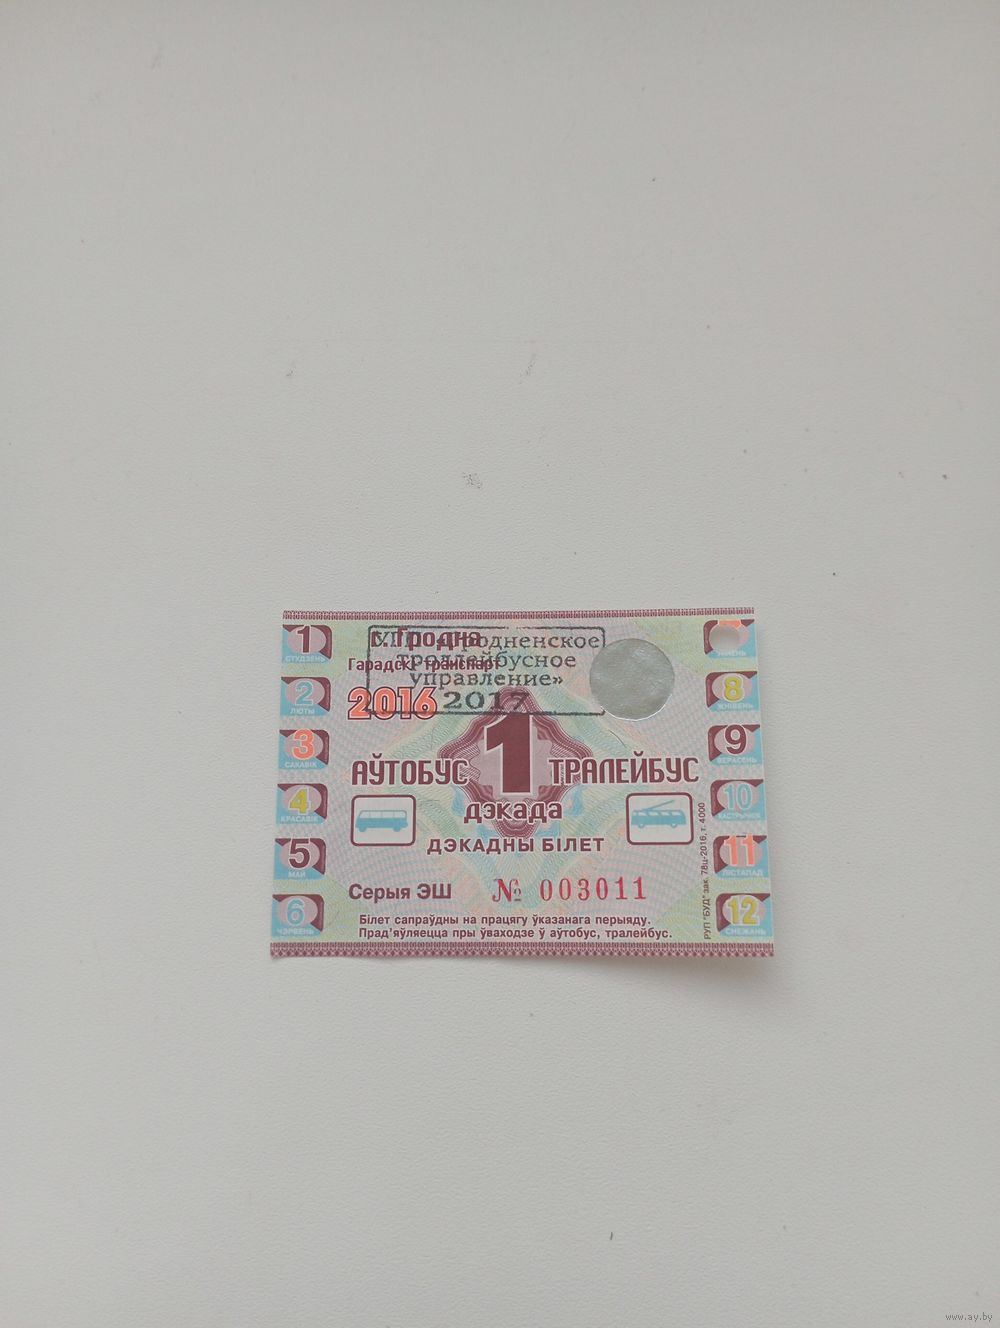 1
СТУДЗЕНЬ
2
ЛЮТЫ
3
САКАВІК
4
КРАСАВІК
5
МАЙ
6
ЧЭРВЕНЬ
г. Гродна
Гарадскі транспарт
2016
Гродненское
троллейбусное
управление»
2017
1
АЎТОБУС ТРАЛЕЙБУС
дэкада
ДЭКАДНЫ БІЛЕТ
Серыя ЭШ № 003011
Білет сапраўдны на працягу ўказанага перыяду.
Прад'яўляецца пры ўваходзе ў аўтобус, тралейбус.
РУП "БУД" зак. 78ц-2016, т. 4000
8
ЖНІВЕНЬ
9
ВЕРАСЕНЬ
10
КАСТРЫЧНІК
11
ЛІСТАПАД
12
СНЕЖАНЬ
www.ay.by